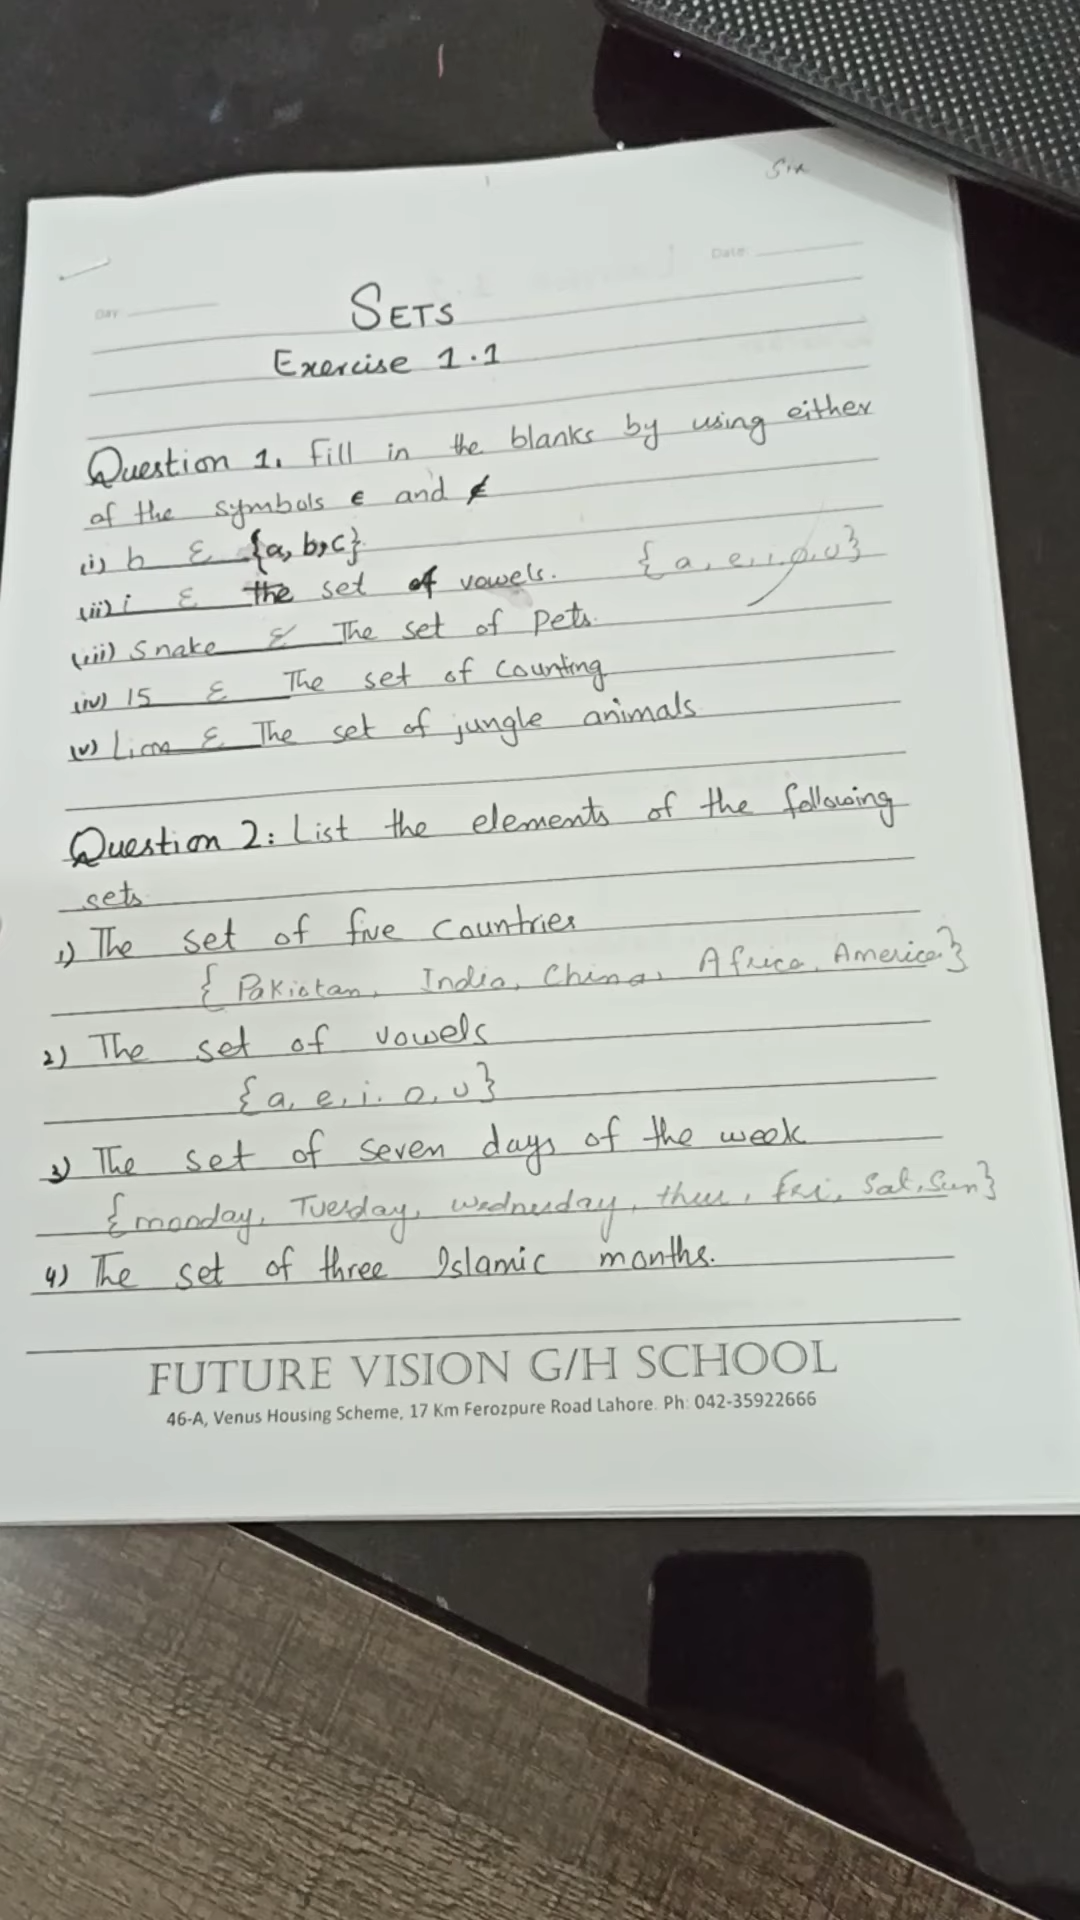 Six
Day:
Date:
SETS
Exercise 1.1
Question 1. Fill in the blanks by using either
of the symbols ∈ and ∉
(i) b ∈ {a, b, c}
(ii) i ∈ the set of vowels. {a, e, i, o, u}
(iii) Snake ∉ The set of Pets.
(iv) 15 ∈ The set of Counting
(v) Lion ∈ The set of jungle animals
Question 2: List the elements of the following
sets
1) The set of five Countries
{ Pakistan, India, China, Africa, America }
2) The set of vowels
{ a, e, i, o, u }
3) The set of seven days of the week
{ monday, Tuesday, wednesday, thur, fri, Sat, Sun }
4) The set of three Islamic months.
FUTURE VISION G/H SCHOOL
46-A, Venus Housing Scheme, 17 Km Ferozpure Road Lahore. Ph: 042-35922666